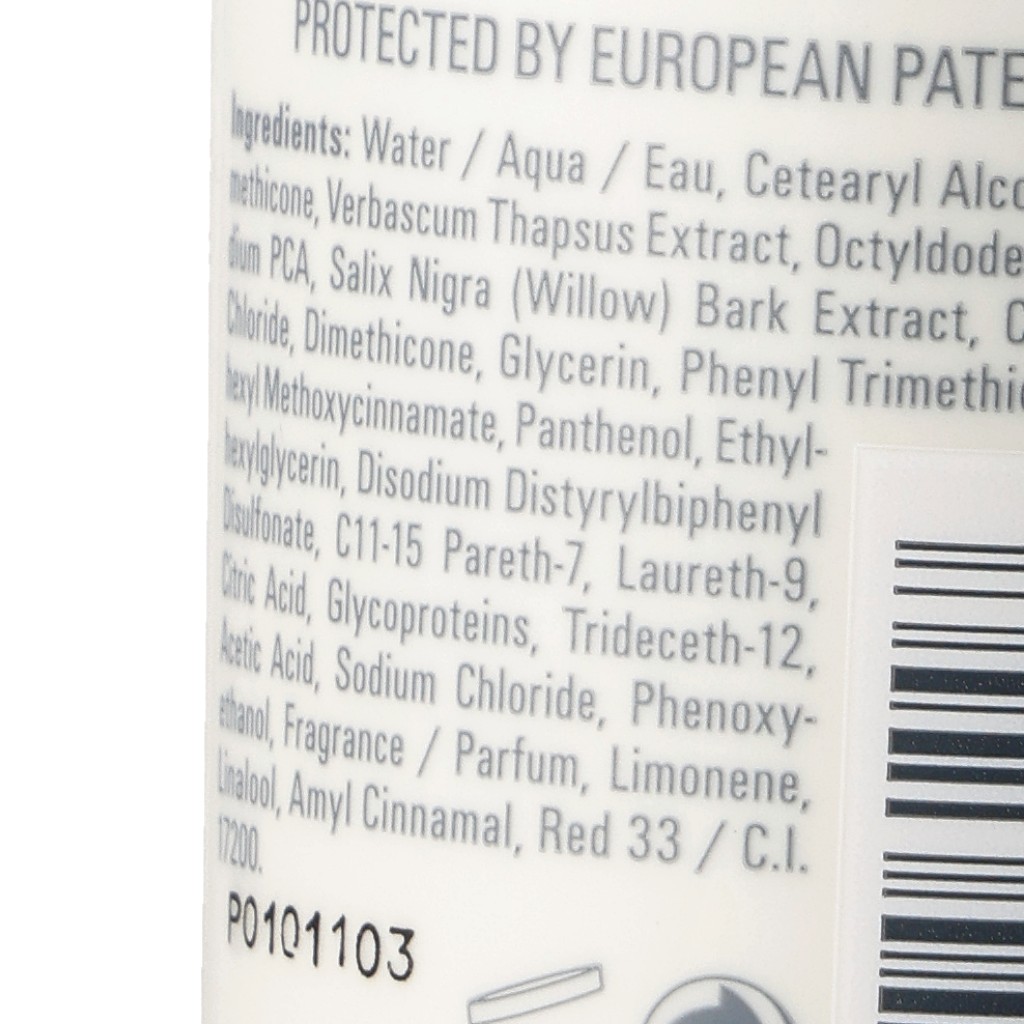 PROTECTED BY EUROPEAN PATE
Ingredients: Water / Aqua / Eau, Cetearyl Alco
methicone, Verbascum Thapsus Extract, Octyldode
dium PCA, Salix Nigra (Willow) Bark Extract, C
Chloride, Dimethicone, Glycerin, Phenyl Trimethic
hexyl Methoxycinnamate, Panthenol, Ethyl-
hexylglycerin, Disodium Distyrylbiphenyl
Disulfonate, C11-15 Pareth-7, Laureth-9,
Citric Acid, Glycoproteins, Trideceth-12,
Acetic Acid, Sodium Chloride, Phenoxy-
ethanol, Fragrance / Parfum, Limonene,
Linalool, Amyl Cinnamal, Red 33 / C.I.
17200.
P0101103